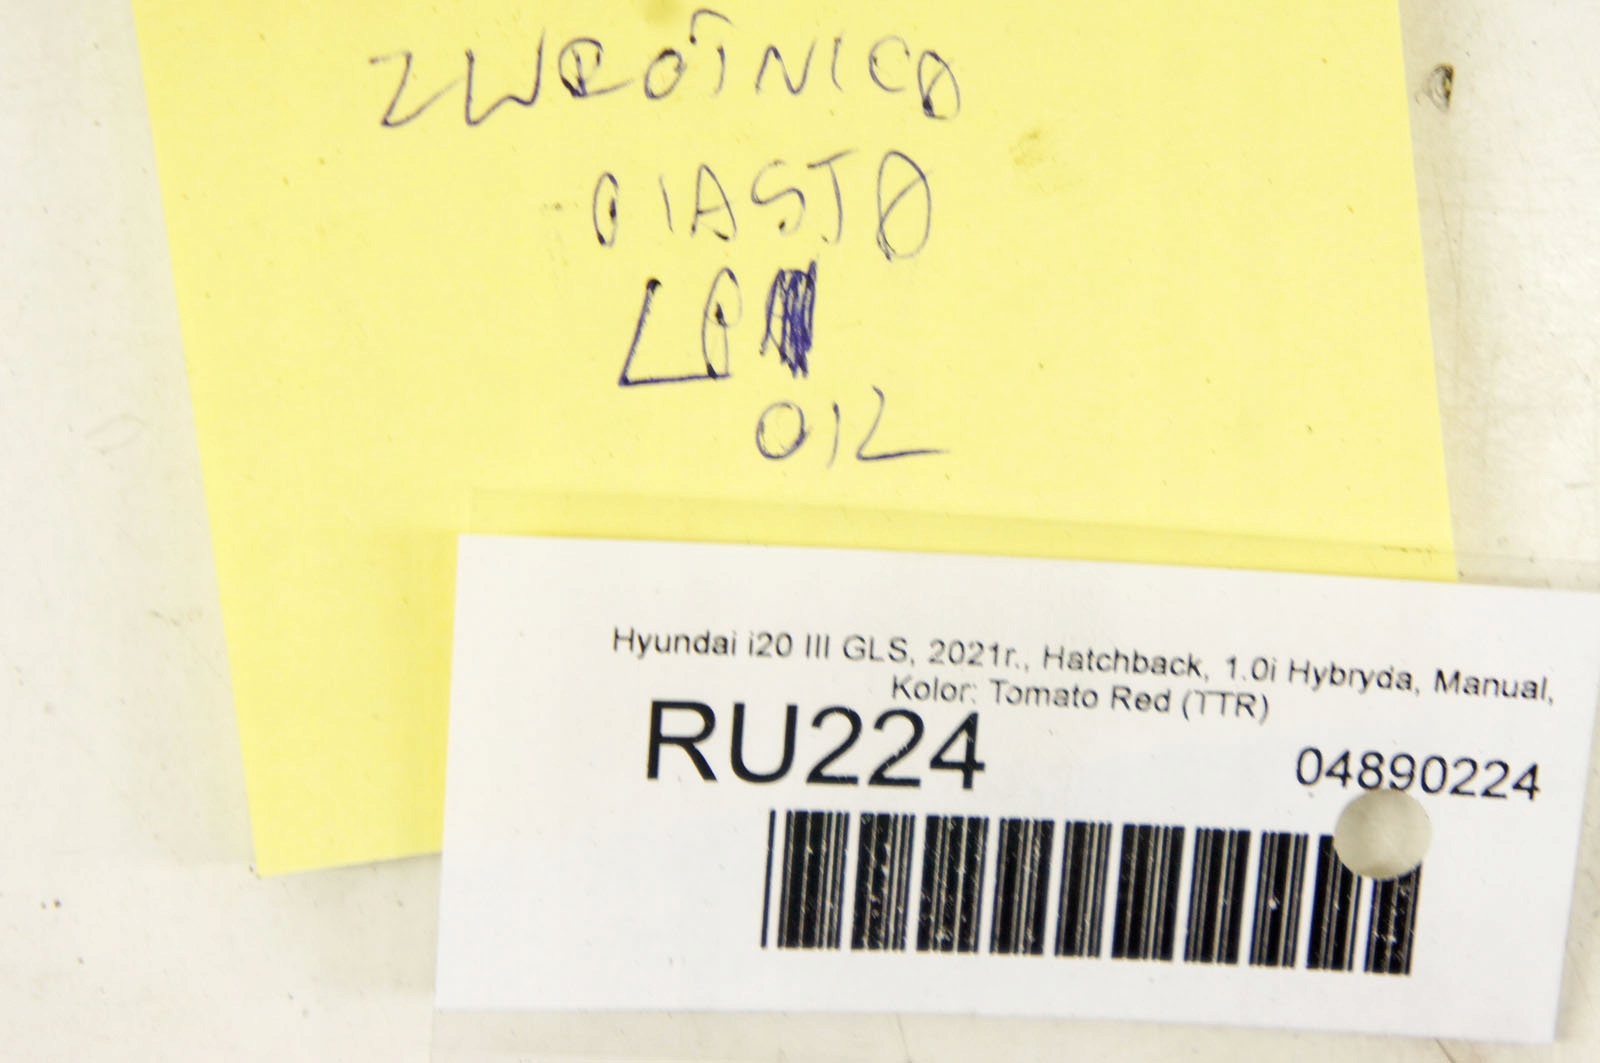 ZWROTNICA
PIASTA
LP
OIL
Hyundai i20 III GLS, 2021r., Hatchback, 1.0i Hybryda, Manual,
Kolor: Tomato Red (TTR)
RU224
04890224